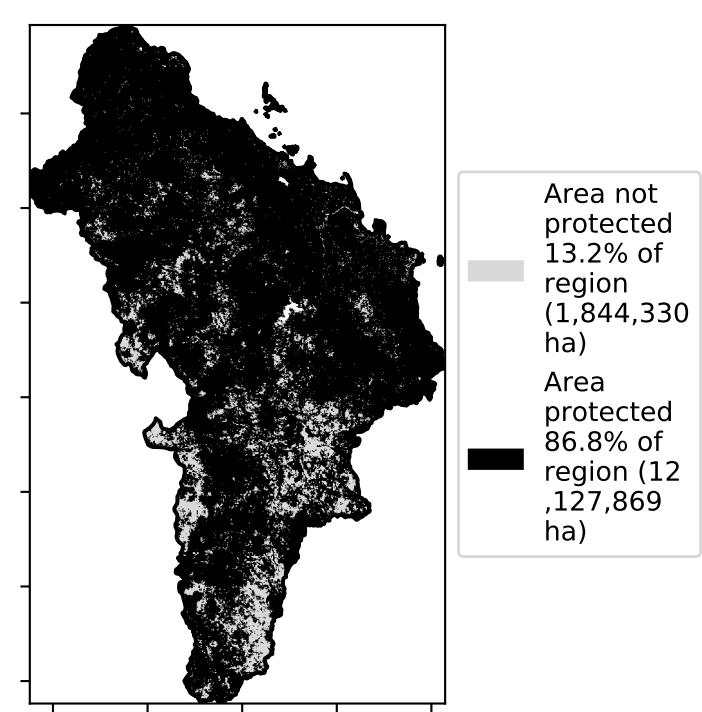 Area not
protected
13.2% of
region
(1,844,330
ha)
Area
protected
86.8% of
region (12
,127,869
ha)